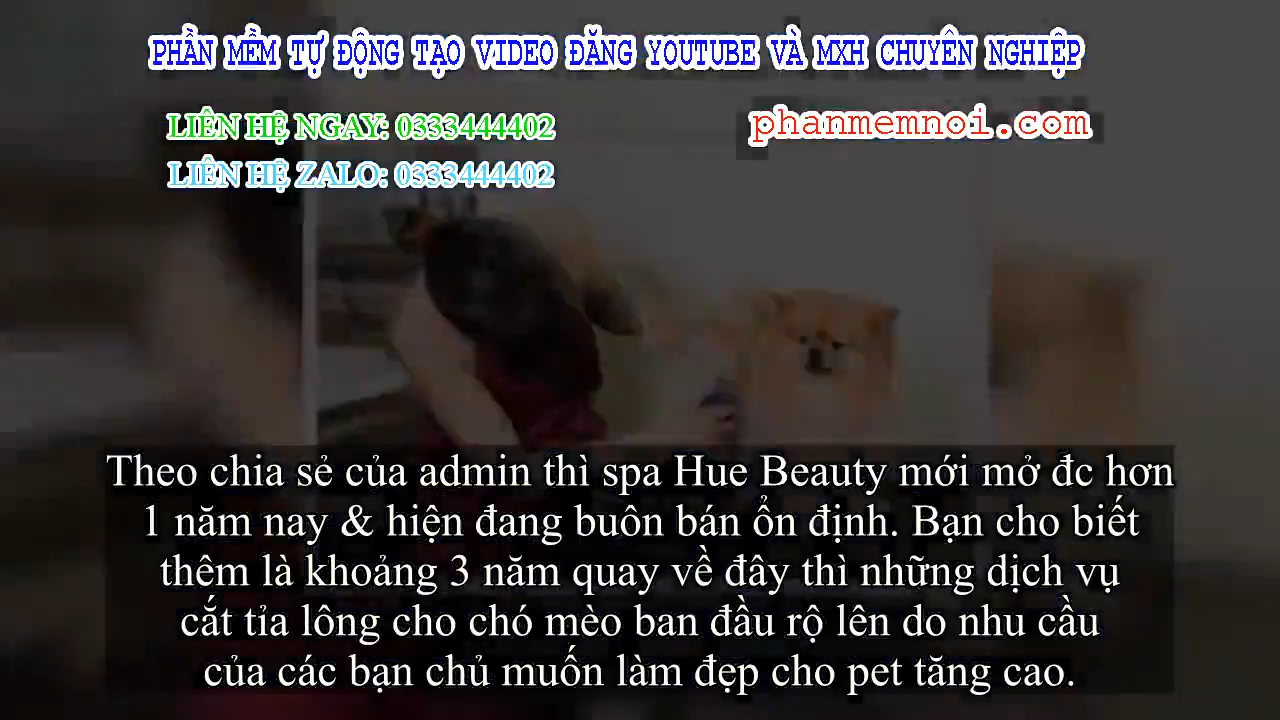 PHẦN MỀM TỰ ĐỘNG TẠO VIDEO ĐĂNG YOUTUBE VÀ MXH CHUYÊN NGHIỆP
LIÊN HỆ NGAY: 0333444402
phanmemnoi.com
LIÊN HỆ ZALO: 0333444402
Theo chia sẻ của admin thì spa Hue Beauty mới mở đc hơn
1 năm nay & hiện đang buôn bán ổn định. Bạn cho biết
thêm là khoảng 3 năm quay về đây thì những dịch vụ
cắt tỉa lông cho chó mèo ban đầu rộ lên do nhu cầu
của các bạn chủ muốn làm đẹp cho pet tăng cao.